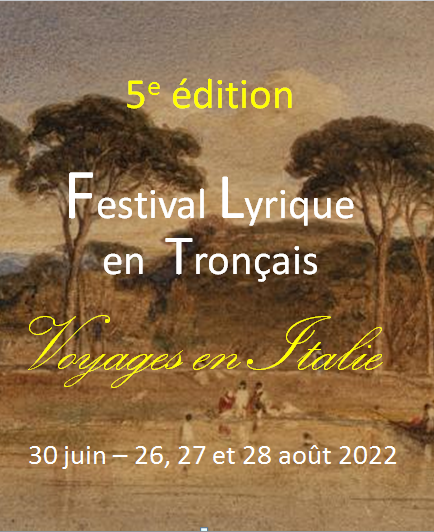 5e édition
Festival Lyrique
en Tronçais
Voyages en Italie
30 juin – 26, 27 et 28 août 2022